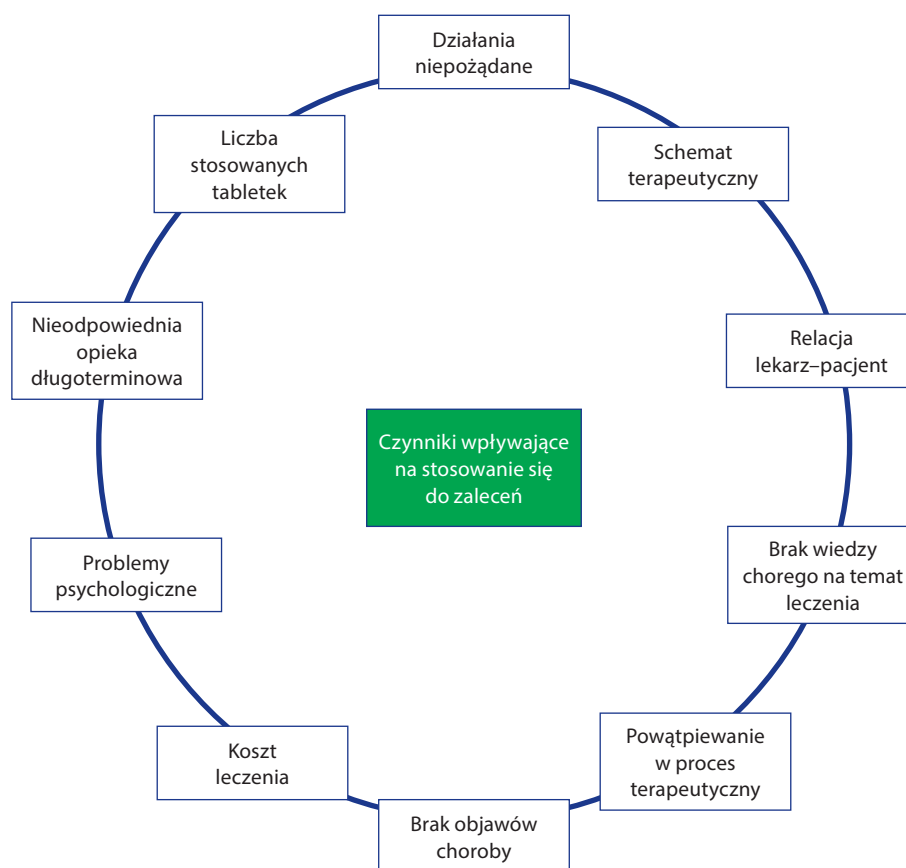 Działania
niepożądane
Schemat
terapeutyczny
Relacja
lekarz–pacjent
Brak wiedzy
chorego na temat
leczenia
Powątpiewanie
w proces
terapeutyczny
Brak objawów
choroby
Koszt
leczenia
Problemy
psychologiczne
Nieodpowiednia
opieka
długoterminowa
Liczba
stosowanych
tabletek
Czynniki wpływające
na stosowanie się
do zaleceń